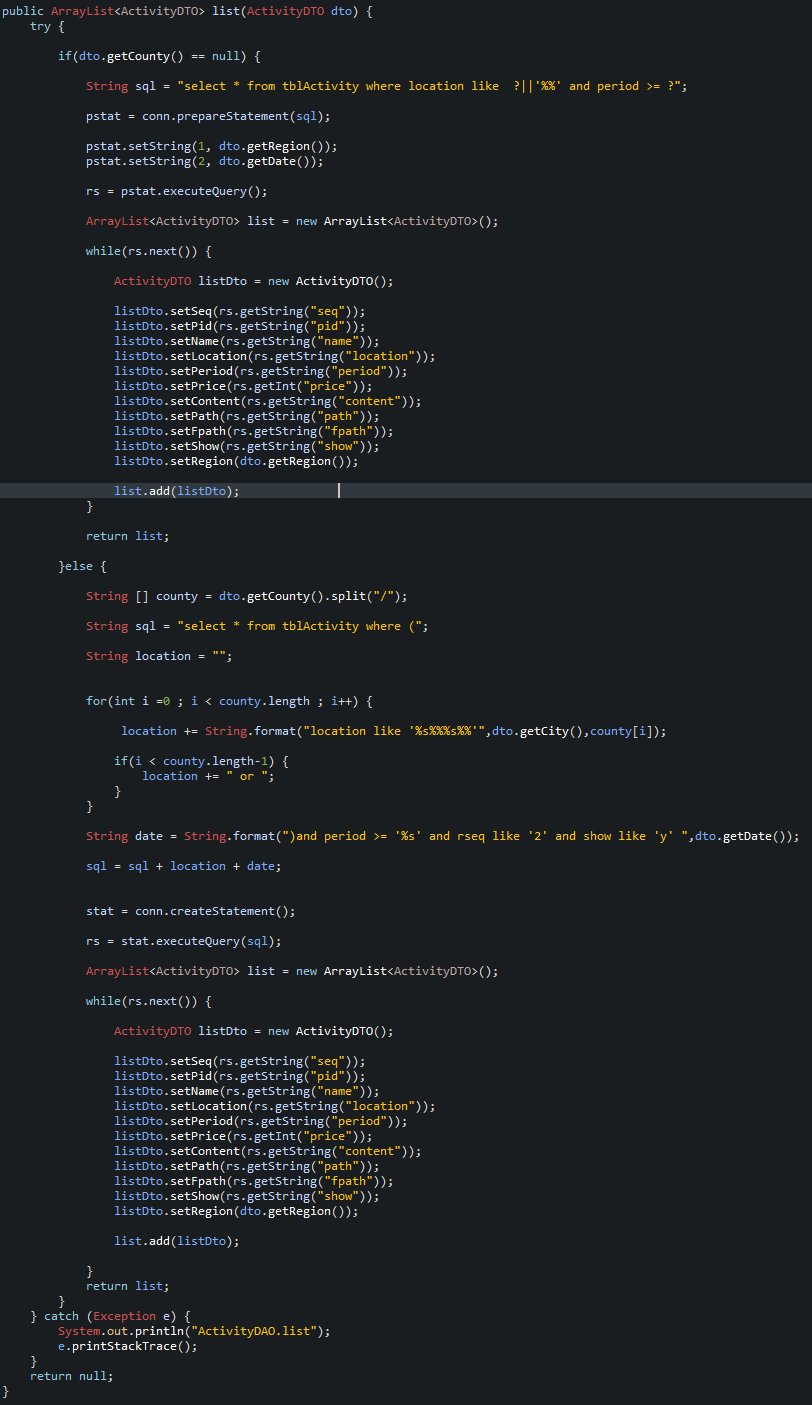 public ArrayList<ActivityDTO> list(ActivityDTO dto) {
try {
if(dto.getCounty() == null) {
String sql = "select * from tblActivity where location like  ?||'%%' and period >= ?";
pstat = conn.prepareStatement(sql);
pstat.setString(1, dto.getRegion());
pstat.setString(2, dto.getDate());
rs = pstat.executeQuery();
ArrayList<ActivityDTO> list = new ArrayList<ActivityDTO>();
while(rs.next()) {
ActivityDTO listDto = new ActivityDTO();
listDto.setSeq(rs.getString("seq"));
listDto.setPid(rs.getString("pid"));
listDto.setName(rs.getString("name"));
listDto.setLocation(rs.getString("location"));
listDto.setPeriod(rs.getString("period"));
listDto.setPrice(rs.getInt("price"));
listDto.setContent(rs.getString("content"));
listDto.setPath(rs.getString("path"));
listDto.setFpath(rs.getString("fpath"));
listDto.setShow(rs.getString("show"));
listDto.setRegion(dto.getRegion());
list.add(listDto);
}
return list;
}else {
String [] county = dto.getCounty().split("/");
String sql = "select * from tblActivity where (";
String location = "";
for(int i =0 ; i < county.length ; i++) {
location += String.format("location like '%s%%%s%%'",dto.getCity(),county[i]);
if(i < county.length-1) {
location += " or ";
}
}
String date = String.format(")and period >= '%s' and rseq like '2' and show like 'y' ",dto.getDate());
sql = sql + location + date;
stat = conn.createStatement();
rs = stat.executeQuery(sql);
ArrayList<ActivityDTO> list = new ArrayList<ActivityDTO>();
while(rs.next()) {
ActivityDTO listDto = new ActivityDTO();
listDto.setSeq(rs.getString("seq"));
listDto.setPid(rs.getString("pid"));
listDto.setName(rs.getString("name"));
listDto.setLocation(rs.getString("location"));
listDto.setPeriod(rs.getString("period"));
listDto.setPrice(rs.getInt("price"));
listDto.setContent(rs.getString("content"));
listDto.setPath(rs.getString("path"));
listDto.setFpath(rs.getString("fpath"));
listDto.setShow(rs.getString("show"));
listDto.setRegion(dto.getRegion());
list.add(listDto);
}
return list;
}
} catch (Exception e) {
System.out.println("ActivityDAO.list");
e.printStackTrace();
}
return null;
}